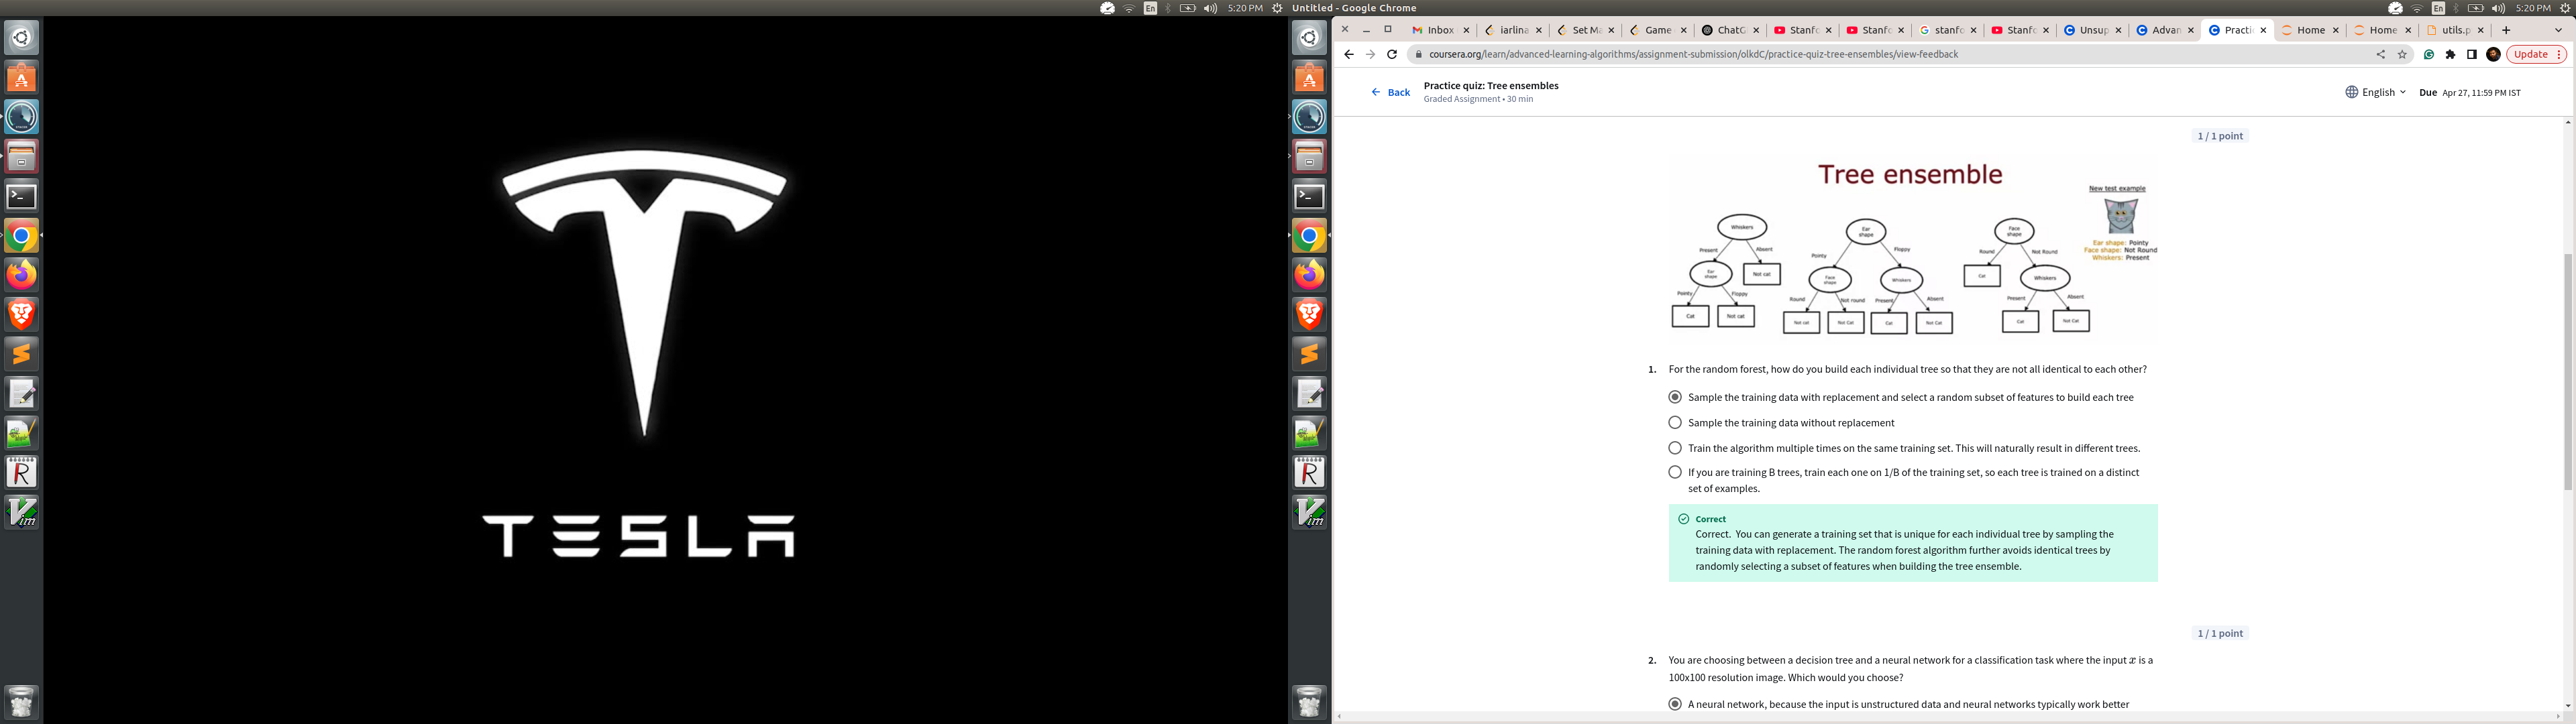 5:20 PM
Untitled - Google Chrome
5:20 PM
TESLA
Inbox
iarlina
Set Ma
Game
ChatG
Stanfo
Stanfo
stanfo
Stanfo
Unsup
Advan
Practi
Home
Home
utils.p
coursera.org/learn/advanced-learning-algorithms/assignment-submission/olkdC/practice-quiz-tree-ensembles/view-feedback
Update
Back
Practice quiz: Tree ensembles
Graded Assignment • 30 min
English
Due Apr 27, 11:59 PM IST
1 / 1 point
Tree ensemble
New test example
Ear shape: Pointy
Face shape: Not Round
Whiskers: Present
Whiskers
Present
Absent
Ear shape
Not cat
Pointy
Floppy
Cat
Not cat
Ear shape
Pointy
Floppy
Face shape
Whiskers
Round
Not round
Present
Absent
Not cat
Not Cat
Cat
Not Cat
Face shape
Round
Not Round
Cat
Whiskers
Present
Absent
Cat
Not Cat
1. For the random forest, how do you build each individual tree so that they are not all identical to each other?
Sample the training data with replacement and select a random subset of features to build each tree
Sample the training data without replacement
Train the algorithm multiple times on the same training set. This will naturally result in different trees.
If you are training B trees, train each one on 1/B of the training set, so each tree is trained on a distinct
set of examples.
Correct
Correct. You can generate a training set that is unique for each individual tree by sampling the
training data with replacement. The random forest algorithm further avoids identical trees by
randomly selecting a subset of features when building the tree ensemble.
1 / 1 point
2. You are choosing between a decision tree and a neural network for a classification task where the input x is a
100x100 resolution image. Which would you choose?
A neural network, because the input is unstructured data and neural networks typically work better